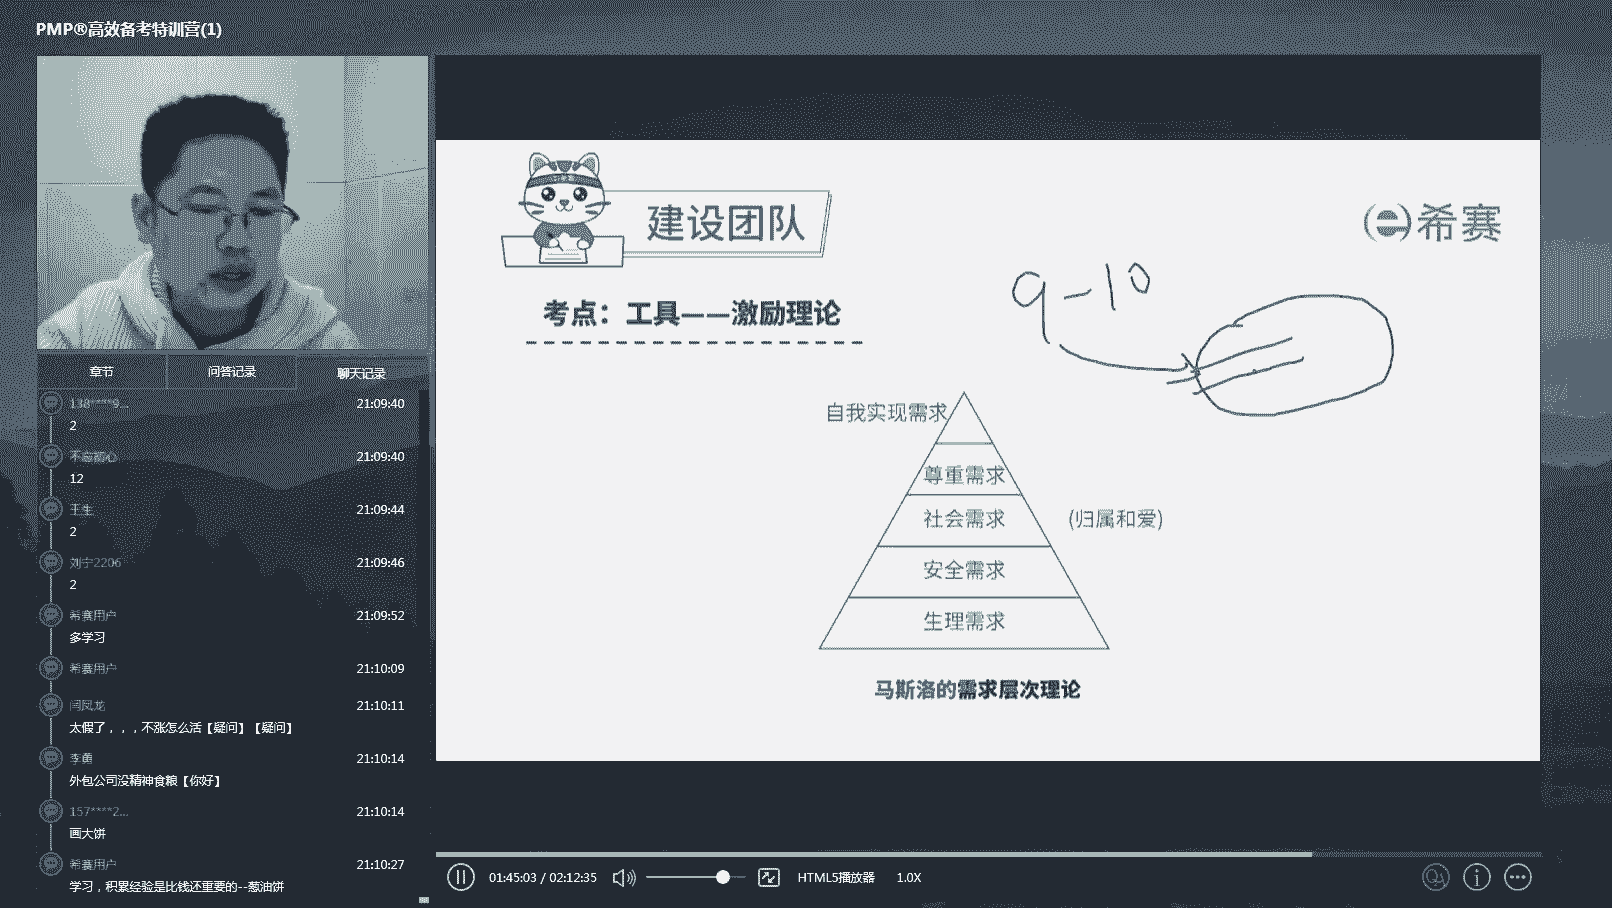 PMP®高效备考特训营(1)
章节
问答记录
聊天记录
138****9...
21:09:40
2
不忘初心
21:09:40
12
王生
21:09:44
2
刘宁2206
21:09:46
2
希赛用户
21:09:52
多学习
希赛用户
21:10:09
闫凤龙
21:10:11
太假了，，，不涨怎么活【疑问】【疑问】
21:10:14
外包公司没精神食粮【你好】
157****2...
21:10:14
画大饼
希赛用户
21:10:27
学习，积累经验是比钱还重要的--葱油饼
建设团队
希赛
考点：工具——激励理论
9-10
自我实现需求
尊重需求
社会需求
(归属和爱)
安全需求
生理需求
马斯洛的需求层次理论
01:45:03 / 02:12:35
HTML5播放器
1.0X